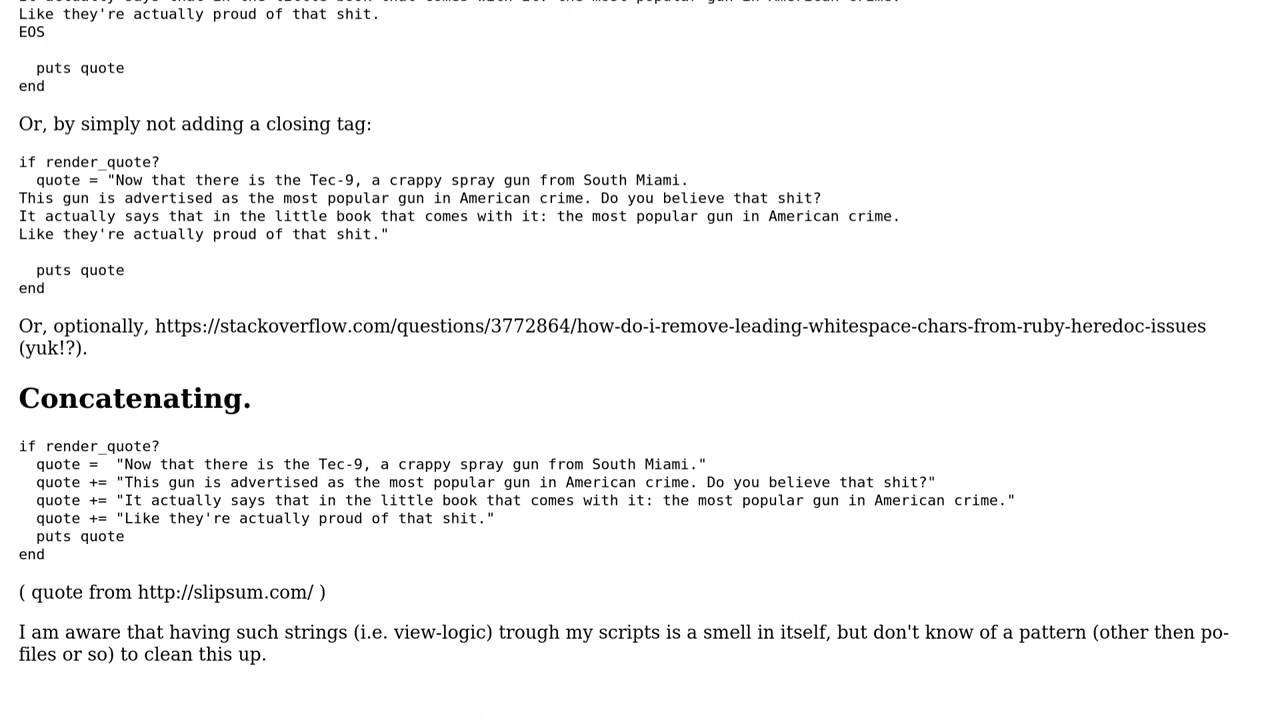 Like they're actually proud of that shit.
EOS
  puts quote
end
Or, by simply not adding a closing tag:
if render_quote?
  quote = "Now that there is the Tec-9, a crappy spray gun from South Miami.
This gun is advertised as the most popular gun in American crime. Do you believe that shit?
It actually says that in the little book that comes with it: the most popular gun in American crime.
Like they're actually proud of that shit."
  puts quote
end
Or, optionally, https://stackoverflow.com/questions/3772864/how-do-i-remove-leading-whitespace-chars-from-ruby-heredoc-issues
(yuk!?).
Concatenating.
if render_quote?
  quote =  "Now that there is the Tec-9, a crappy spray gun from South Miami."
  quote += "This gun is advertised as the most popular gun in American crime. Do you believe that shit?"
  quote += "It actually says that in the little book that comes with it: the most popular gun in American crime."
  quote += "Like they're actually proud of that shit."
  puts quote
end
( quote from http://slipsum.com/ )
I am aware that having such strings (i.e. view-logic) trough my scripts is a smell in itself, but don't know of a pattern (other then po-
files or so) to clean this up.